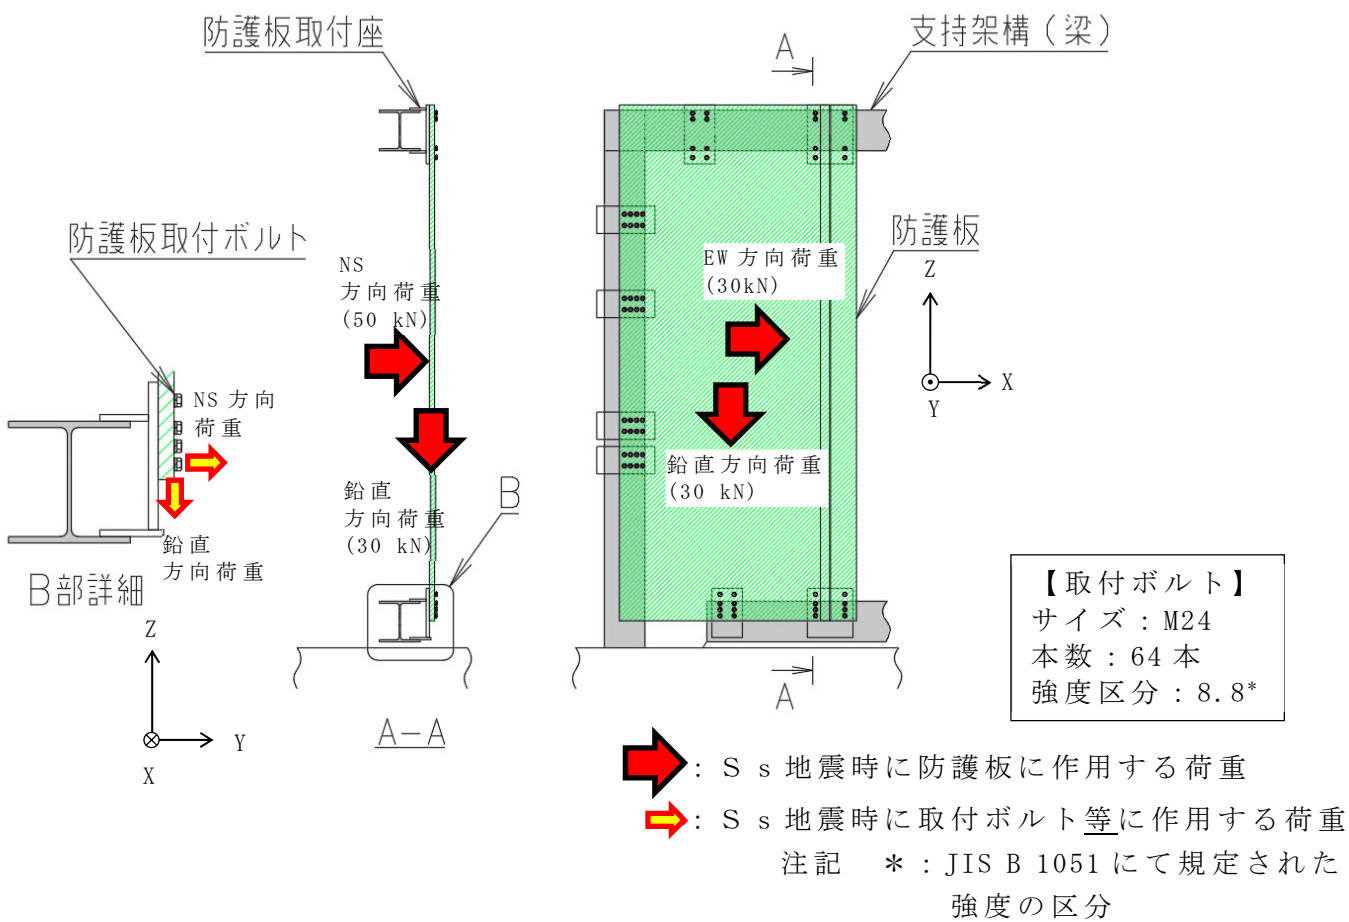 防護板取付座
A
支持架構（梁）
防護板取付ボルト
NS
方向荷重
(50 kN)
EW 方向荷重
(30kN)
防護板
Z
X
Y
NS 方向
荷重
鉛直方向荷重
(30 kN)
鉛直
方向荷重
(30 kN)
B
鉛直
方向荷重
B部詳細
Z
Y
X
A－A
A
【取付ボルト】
サイズ：M24
本数：64 本
強度区分：8.8*
：Ｓｓ地震時に防護板に作用する荷重
：Ｓｓ地震時に取付ボルト等に作用する荷重
注記　＊：JIS B 1051 にて規定された
強度の区分